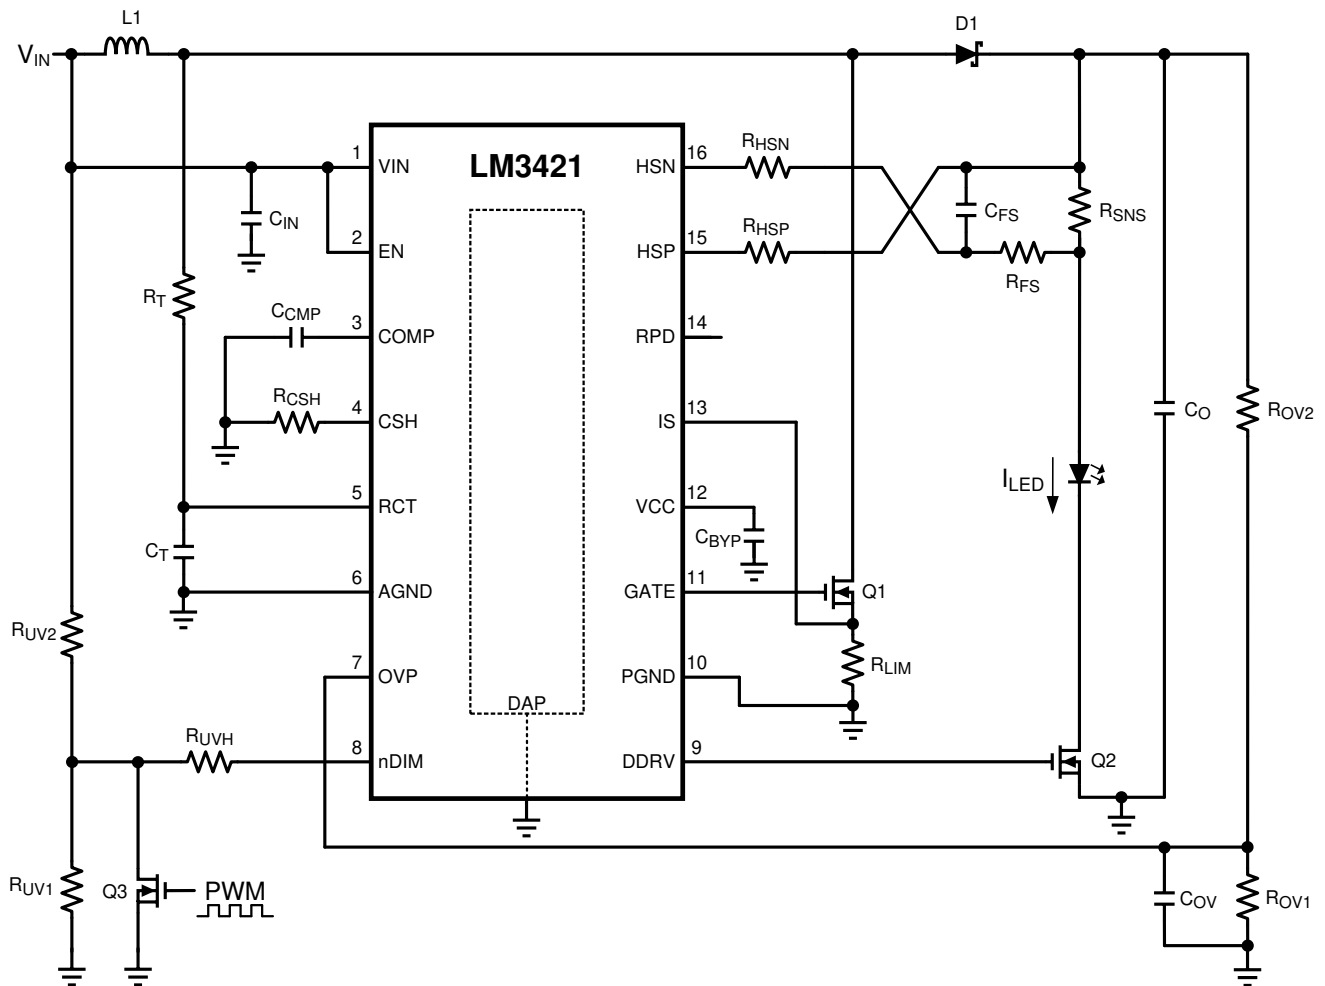 L1
D1
VIN
LM3421
1
VIN
HSN
16
RHSN
CIN
CFS
RSNS
2
EN
HSP
15
RHSP
RFS
RT
CCMP
3
COMP
RPD
14
RCSH
4
CSH
IS
13
CO
ROV2
ILED
5
RCT
VCC
12
CBYP
CT
6
AGND
GATE
11
Q1
RUV2
7
OVP
PGND
10
RLIM
DAP
RUVH
8
nDIM
DDRV
9
Q2
RUV1
Q3
PWM
COV
ROV1